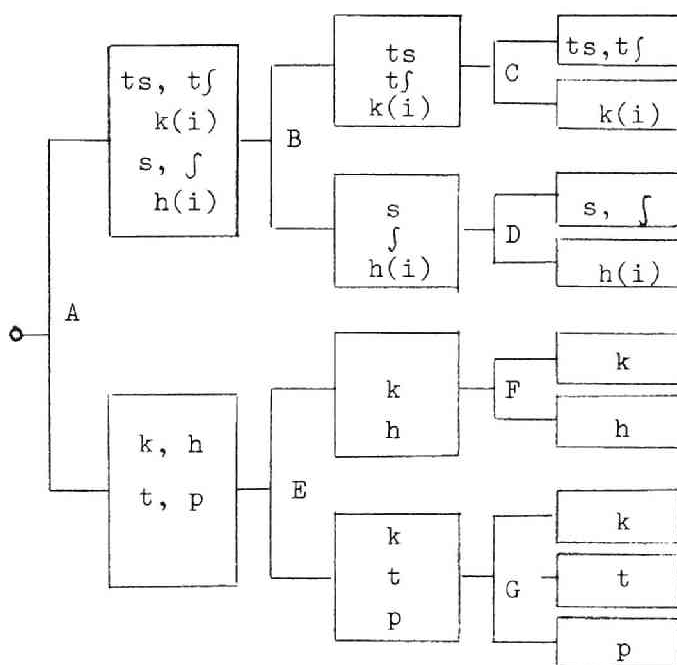 ts, tʃ
k(i)
s, ʃ
h(i)
A
k, h
t, p
B
ts
tʃ
k(i)
s
ʃ
h(i)
C
ts, tʃ
k(i)
D
s, ʃ
h(i)
E
k
h
k
t
p
F
k
h
G
k
t
p